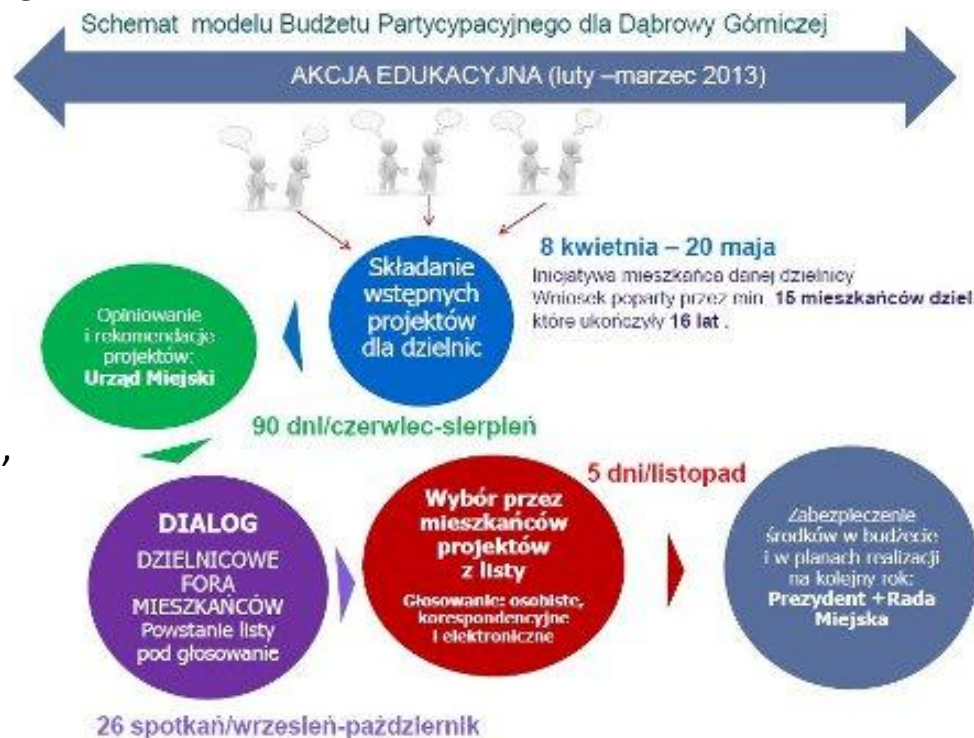 Schemat modelu Budżetu Partycypacyjnego dla Dąbrowy Górniczej
AKCJA EDUKACYJNA (luty –marzec 2013)
8 kwietnia – 20 maja
Inicjatywa mieszkańca danej dzielnicy
Wniosek poparty przez min. 15 mieszkańców dziel
które ukończyły 16 lat .
Składanie
wstępnych
projektów
dla dzielnic
Opiniowanie
i rekomendacje
projektów:
Urząd Miejski
90 dni/czerwiec-sierpień
,
DIALOG
DZIELNICOWE
FORA
MIESZKAŃCÓW
Powstanie listy
pod głosowanie
26 spotkań/wrzesień-październik
Wybór przez
mieszkańców
projektów
z listy
Głosowanie: osobiste,
korespondencyjne
i elektroniczne
5 dni/listopad
Zabezpieczenie
środków w budżecie
i w planach realizacji
na kolejny rok:
Prezydent +Rada
Miejska